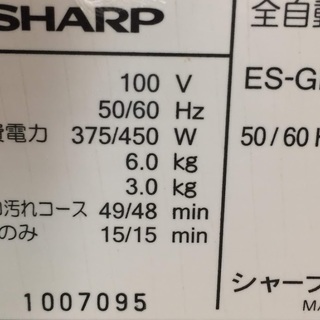 SHARP
全自動
100 V
ES-G
50/60 Hz
費電力 375/450 W
50/60 H
6.0 kg
3.0 kg
汚れコース 49/48 min
のみ 15/15 min
シャープ
1007095
MA